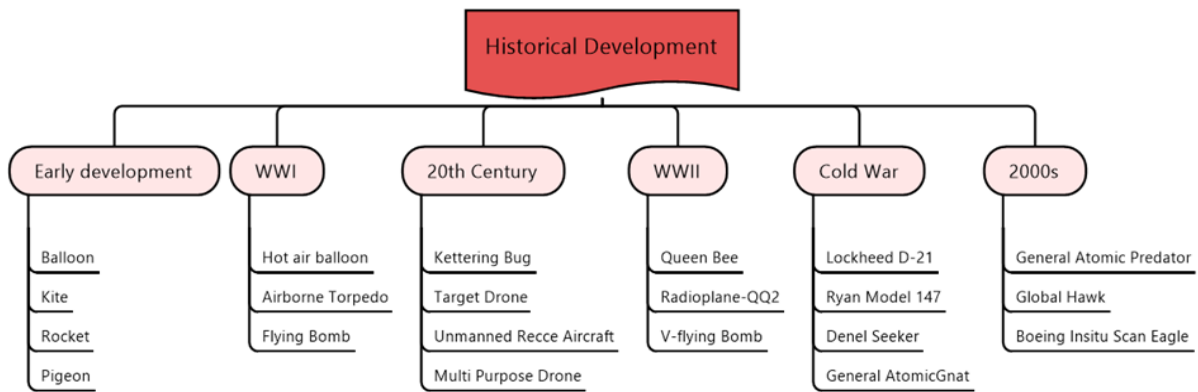 Historical Development
Early development
Balloon
Kite
Rocket
Pigeon
WWI
Hot air balloon
Airborne Torpedo
Flying Bomb
20th Century
Kettering Bug
Target Drone
Unmanned Recce Aircraft
Multi Purpose Drone
WWII
Queen Bee
Radioplane-QQ2
V-flying Bomb
Cold War
Lockheed D-21
Ryan Model 147
Denel Seeker
General AtomicGnat
2000s
General Atomic Predator
Global Hawk
Boeing Insitu Scan Eagle